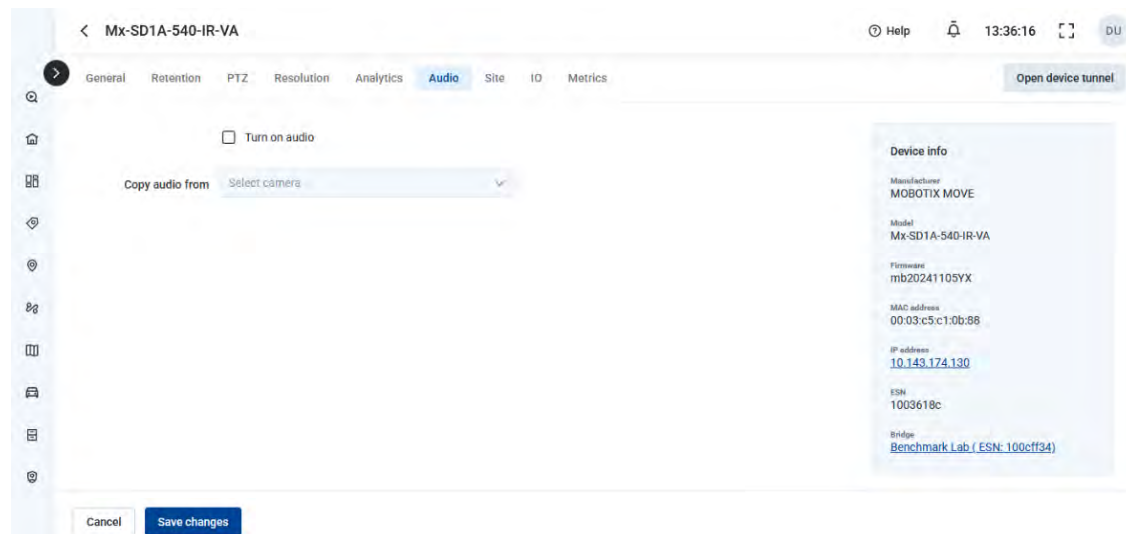 Mx-SD1A-540-IR-VA
Help 13:36:16 DU
General Retention PTZ Resolution Analytics Audio Site IO Metrics
Open device tunnel
Turn on audio
Copy audio from Select camera
Device info
Manufacturer
MOBOTIX MOVE
Model
Mx-SD1A-540-IR-VA
Firmware
mb20241105YX
MAC address
00:03:c5:c1:0b:88
IP address
10.143.174.130
ESN
1003618c
Bridge
Benchmark Lab ( ESN: 100cff34)
Cancel Save changes